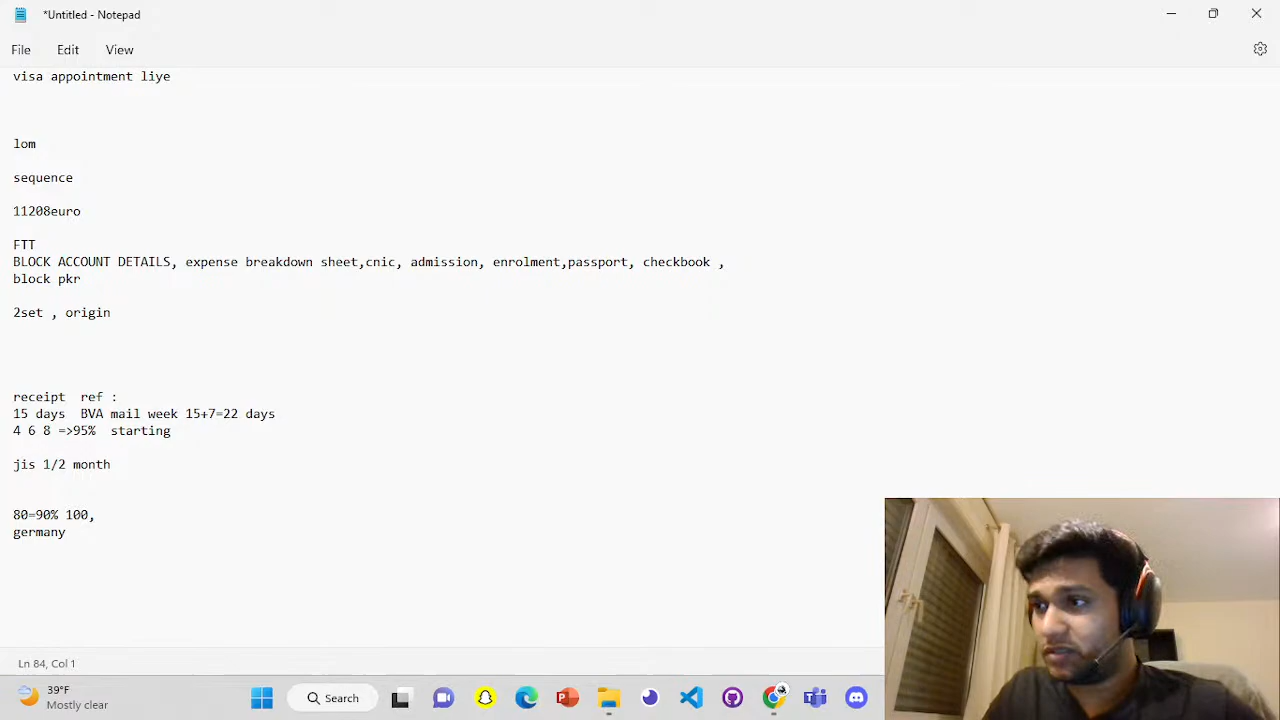 *Untitled - Notepad
File Edit View
visa appointment liye
lom
sequence
11208euro
FTT
BLOCK ACCOUNT DETAILS, expense breakdown sheet,cnic, admission, enrolment,passport, checkbook ,
block pkr
2set , origin
receipt  ref :
15 days  BVA mail week 15+7=22 days
4 6 8 =>95%  starting
jis 1/2 month
80=90% 100,
germany
Ln 84, Col 1
39°F
Mostly clear
Search